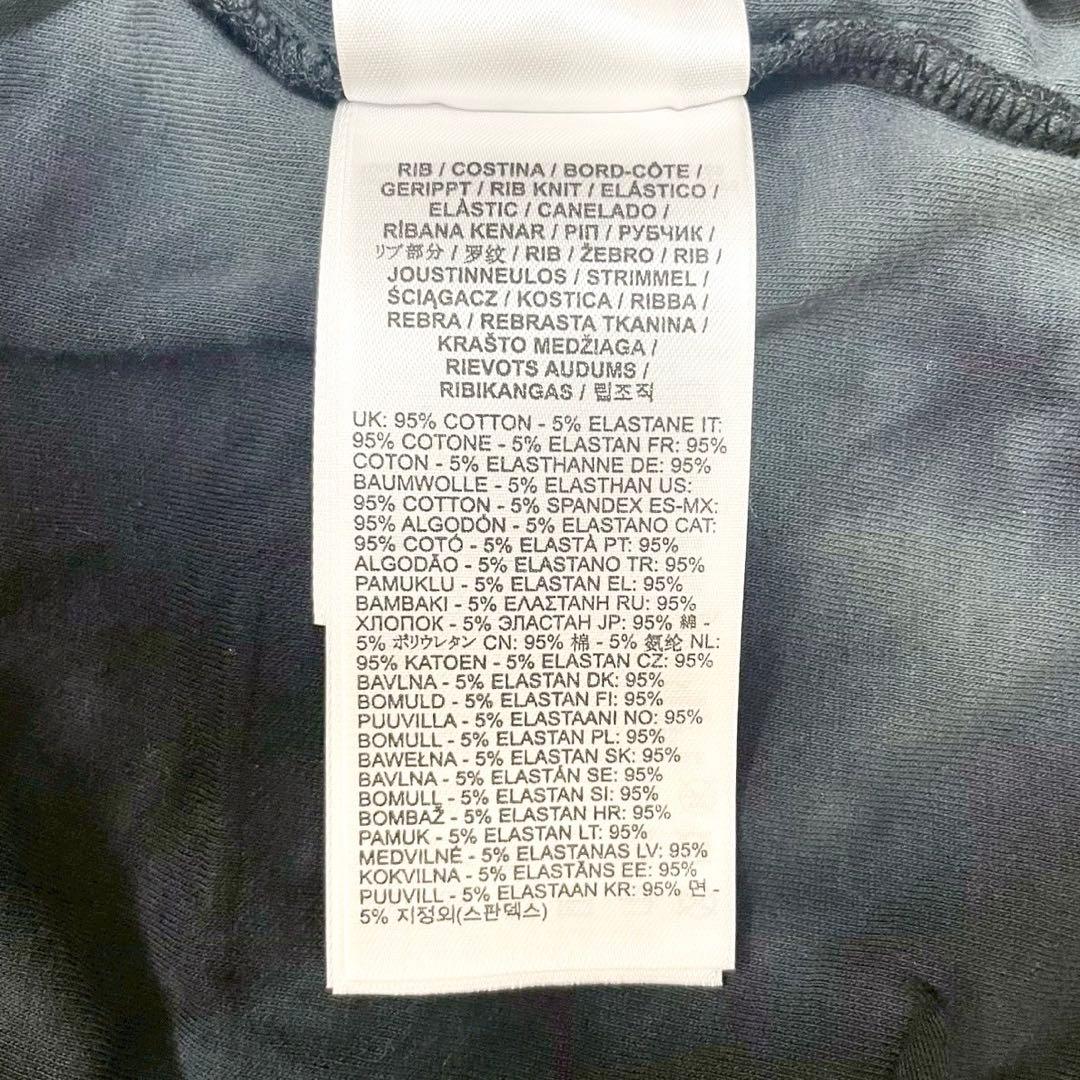 RIB / COSTINA / BORD-CÔTE /
GERIPPT / RIB KNIT / ELÁSTICO /
ELÀSTIC / CANELADO /
RİBANA KENAR / ΡΙΠ / РУБЧИК /
リブ部分 / 罗纹 / RIB / ŽEBRO / RIB /
JOUSTINNEULOS / STRIMMEL /
ŚCIĄGACZ / KOSTICA / RIBBA /
REBRA / REBRASTA TKANINA /
KRAŠTO MEDŽIAGA /
RIEVOTS AUDUMS /
RIBIKANGAS / 립조직
UK: 95% COTTON - 5% ELASTANE IT:
95% COTONE - 5% ELASTAN FR: 95%
COTON - 5% ELASTHANNE DE: 95%
BAUMWOLLE - 5% ELASTHAN US:
95% COTTON - 5% SPANDEX ES-MX:
95% ALGODÓN - 5% ELASTANO CAT:
95% COTÓ - 5% ELASTÀ PT: 95%
ALGODÃO - 5% ELASTANO TR: 95%
PAMUKLU - 5% ELASTAN EL: 95%
ΒΑΜΒΑΚΙ - 5% ΕΛΑΣΤΑΝΗ RU: 95%
ХЛОПОК - 5% ЭЛАСТАН JP: 95% 綿 -
5% ポリウレタン CN: 95% 棉 - 5% 氨纶 NL:
95% KATOEN - 5% ELASTAN CZ: 95%
BAVLNA - 5% ELASTAN DK: 95%
BOMULD - 5% ELASTAN FI: 95%
PUUVILLA - 5% ELASTAANI NO: 95%
BOMULL - 5% ELASTAN PL: 95%
BAWEŁNA - 5% ELASTAN SK: 95%
BAVLNA - 5% ELASTÁN SE: 95%
BOMULL - 5% ELASTAN SI: 95%
BOMBAŽ - 5% ELASTAN HR: 95%
PAMUK - 5% ELASTAN LT: 95%
MEDVILNĖ - 5% ELASTANAS LV: 95%
KOKVILNA - 5% ELASTĀNS EE: 95%
PUUVILL - 5% ELASTAAN KR: 95% 면 -
5% 지정외(스판덱스)